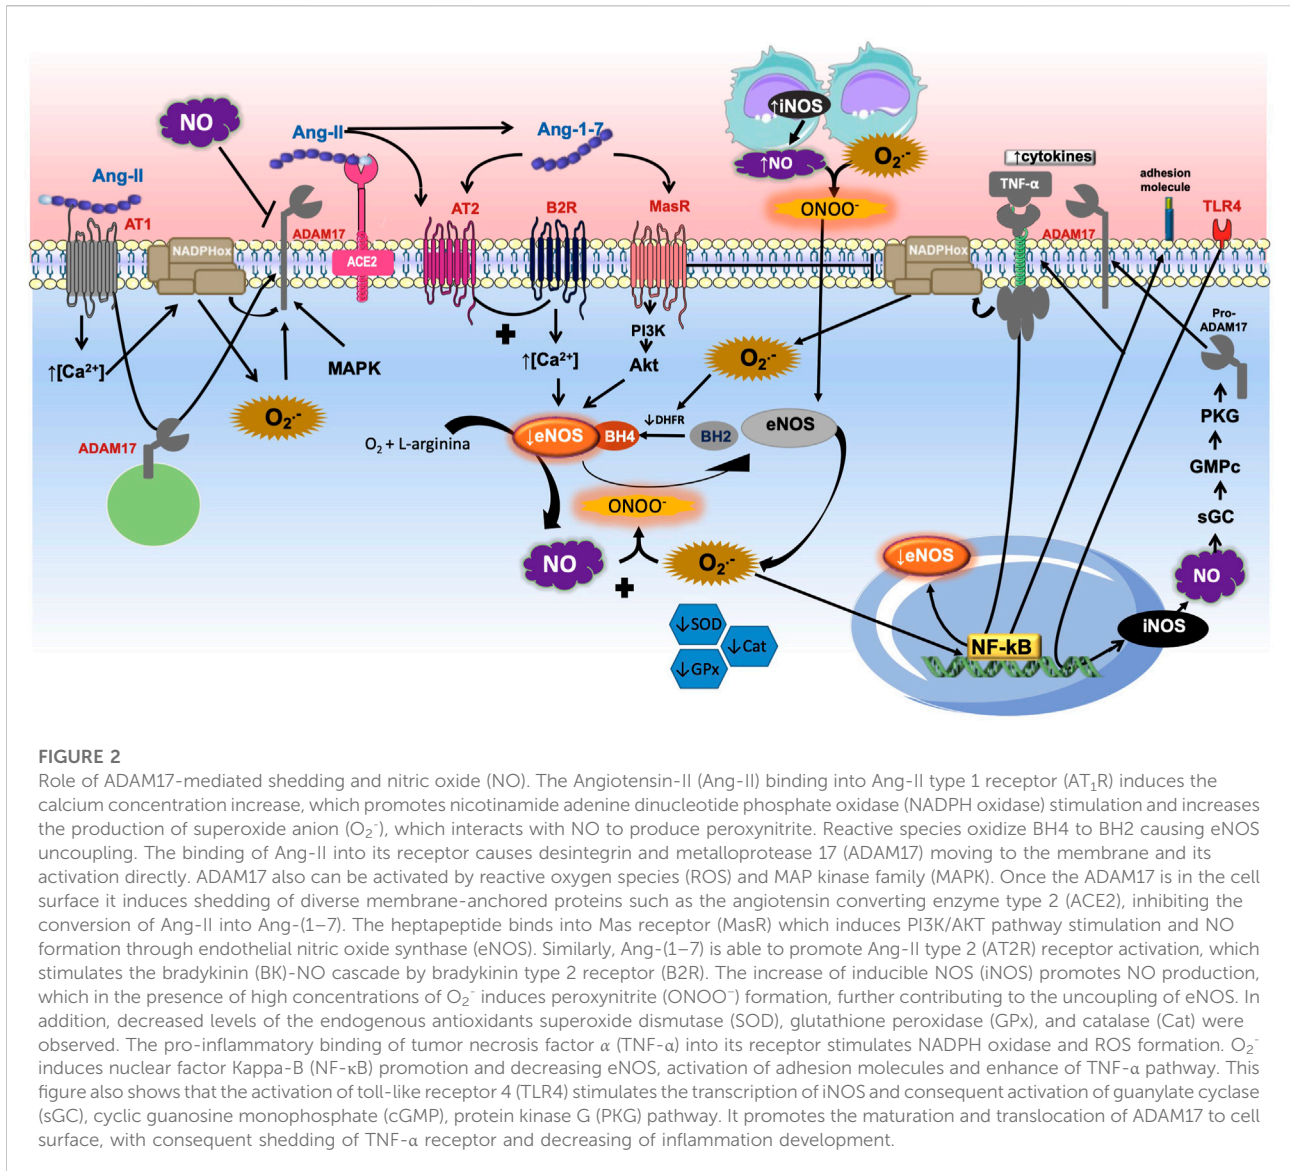 NO
Ang-II
Ang-1-7
↑iNOS
↑NO
O₂·-
ONOO⁻
↑cytokines
TNF-α
adhesion
molecule
TLR4
Ang-II
AT1
NADPHox
ADAM17
ACE2
AT2
B2R
MasR
NADPHox
ADAM17
Pro-
ADAM17
↑[Ca²⁺]
MAPK
+
↑[Ca²⁺]
PI3K
Akt
O₂·-
O₂·-
↓DHFR
O₂ + L-arginina
↓eNOS
BH4
BH2
eNOS
PKG
GMPc
sGC
NO
iNOS
ADAM17
ONOO⁻
NO
+
O₂·-
↓eNOS
NF-kB
↓SOD
↓Cat
↓GPx
FIGURE 2
Role of ADAM17-mediated shedding and nitric oxide (NO). The Angiotensin-II (Ang-II) binding into Ang-II type 1 receptor (AT₁R) induces the
calcium concentration increase, which promotes nicotinamide adenine dinucleotide phosphate oxidase (NADPH oxidase) stimulation and increases
the production of superoxide anion (O₂⁻), which interacts with NO to produce peroxynitrite. Reactive species oxidize BH4 to BH2 causing eNOS
uncoupling. The binding of Ang-II into its receptor causes desintegrin and metalloprotease 17 (ADAM17) moving to the membrane and its
activation directly. ADAM17 also can be activated by reactive oxygen species (ROS) and MAP kinase family (MAPK). Once the ADAM17 is in the cell
surface it induces shedding of diverse membrane-anchored proteins such as the angiotensin converting enzyme type 2 (ACE2), inhibiting the
conversion of Ang-II into Ang-(1–7). The heptapeptide binds into Mas receptor (MasR) which induces PI3K/AKT pathway stimulation and NO
formation through endothelial nitric oxide synthase (eNOS). Similarly, Ang-(1–7) is able to promote Ang-II type 2 (AT2R) receptor activation, which
stimulates the bradykinin (BK)-NO cascade by bradykinin type 2 receptor (B2R). The increase of inducible NOS (iNOS) promotes NO production,
which in the presence of high concentrations of O₂⁻ induces peroxynitrite (ONOO⁻) formation, further contributing to the uncoupling of eNOS. In
addition, decreased levels of the endogenous antioxidants superoxide dismutase (SOD), glutathione peroxidase (GPx), and catalase (Cat) were
observed. The pro-inflammatory binding of tumor necrosis factor α (TNF-α) into its receptor stimulates NADPH oxidase and ROS formation. O₂⁻
induces nuclear factor Kappa-B (NF-κB) promotion and decreasing eNOS, activation of adhesion molecules and enhance of TNF-α pathway. This
figure also shows that the activation of toll-like receptor 4 (TLR4) stimulates the transcription of iNOS and consequent activation of guanylate cyclase
(sGC), cyclic guanosine monophosphate (cGMP), protein kinase G (PKG) pathway. It promotes the maturation and translocation of ADAM17 to cell
surface, with consequent shedding of TNF-α receptor and decreasing of inflammation development.